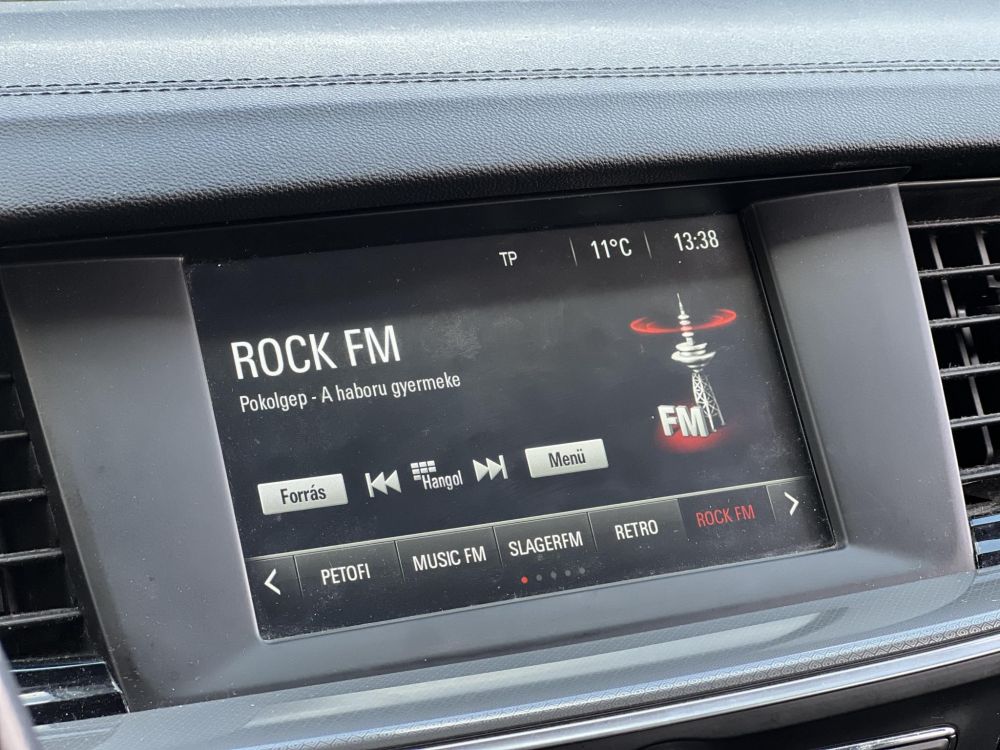 TP 11°C 13:38
ROCK FM
Pokolgep - A haboru gyermeke
FM
Forrás Hangol Menü
PETOFI MUSIC FM SLAGERFM RETRO ROCK FM